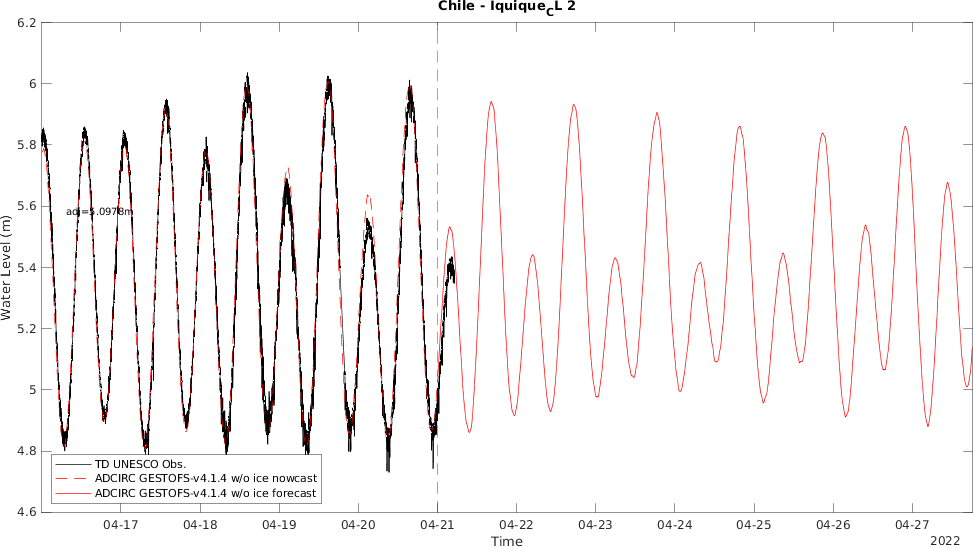 Chile - Iquique_CL 2
Water Level (m)
6.2
6
5.8
5.6
5.4
5.2
5
4.8
4.6
adj=5.0978m
TD UNESCO Obs.
ADCIRC GESTOFS-v4.1.4 w/o ice nowcast
ADCIRC GESTOFS-v4.1.4 w/o ice forecast
04-17 04-18 04-19 04-20 04-21 04-22 04-23 04-24 04-25 04-26 04-27
Time
2022